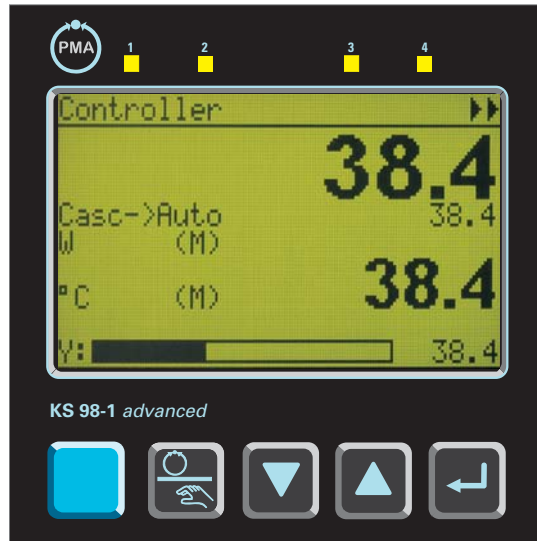 PMA
1 2 3 4
Controller
38.4
38.4
Casc->Auto
W (M)
38.4
°C (M)
Y: 38.4
KS 98-1 advanced